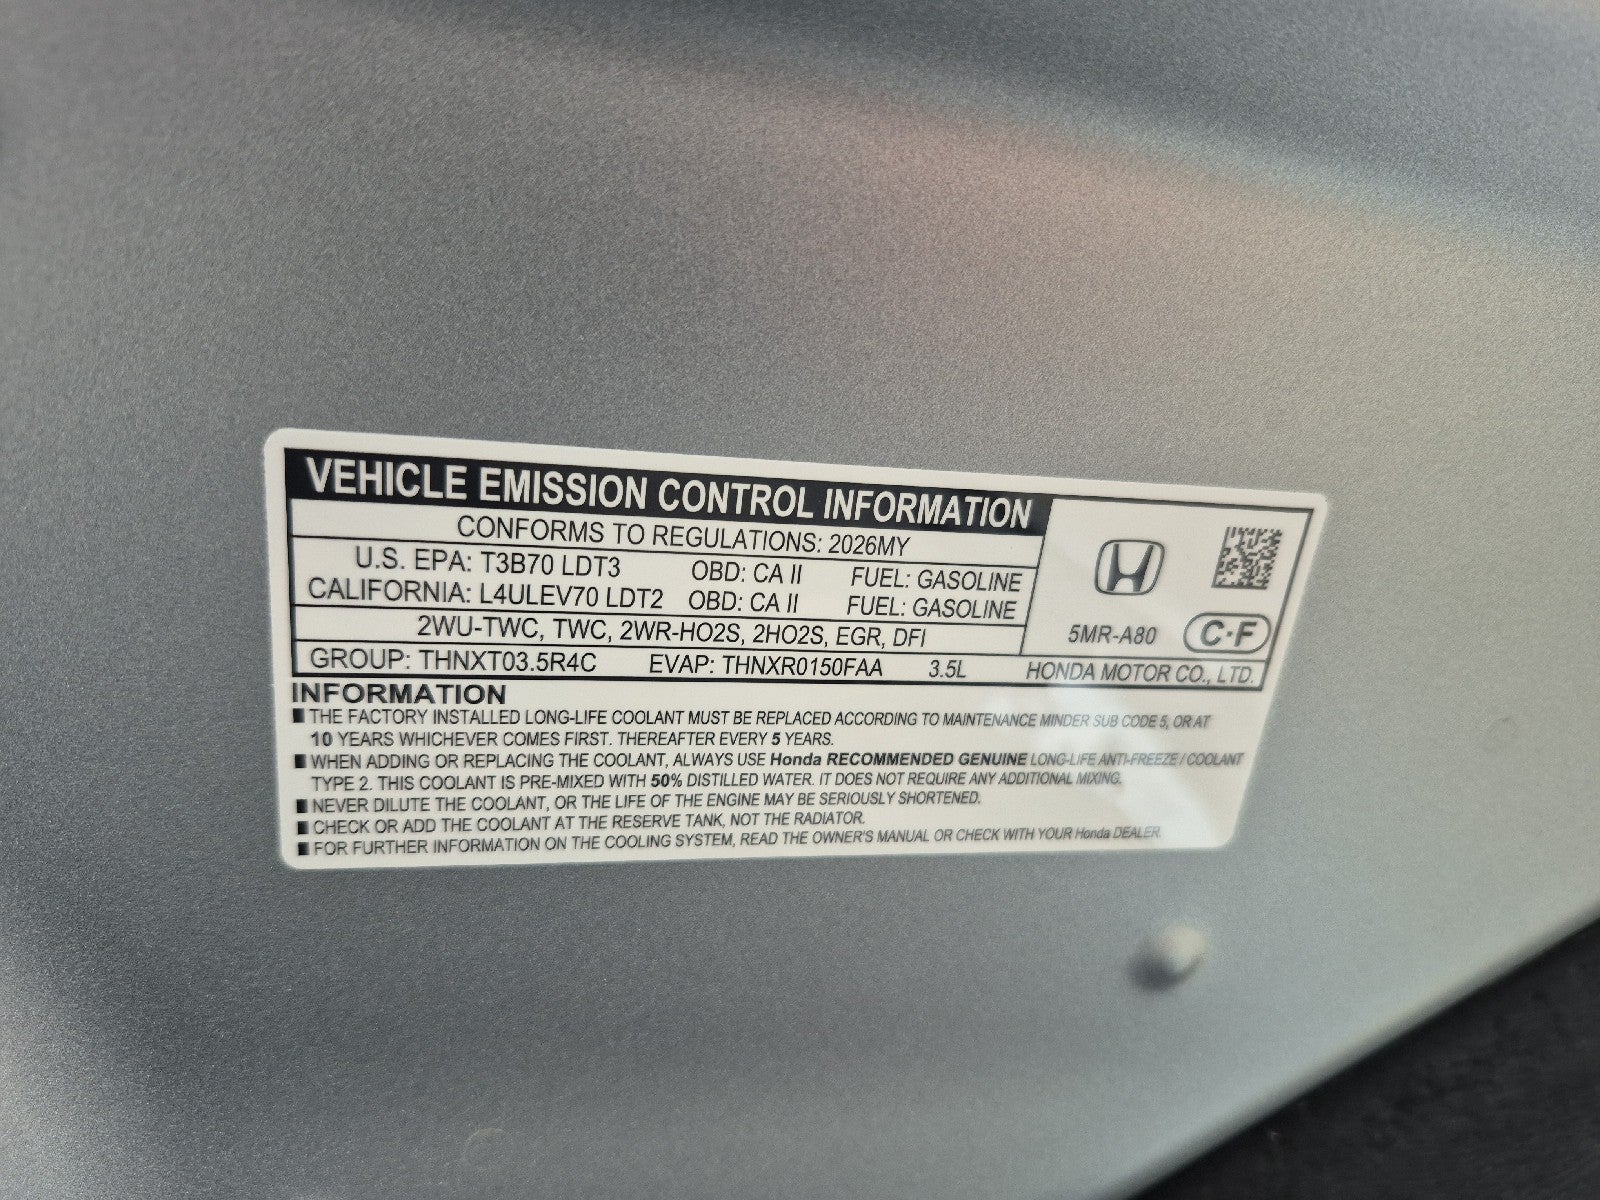 VEHICLE EMISSION CONTROL INFORMATION
CONFORMS TO REGULATIONS: 2026MY
U.S. EPA: T3B70 LDT3 OBD: CA II FUEL: GASOLINE
CALIFORNIA: L4ULEV70 LDT2 OBD: CA II FUEL: GASOLINE
2WU-TWC, TWC, 2WR-HO2S, 2HO2S, EGR, DFI
5MR-A80 C·F
GROUP: THNXT03.5R4C EVAP: THNXR0150FAA 3.5L HONDA MOTOR CO., LTD.
INFORMATION
THE FACTORY INSTALLED LONG-LIFE COOLANT MUST BE REPLACED ACCORDING TO MAINTENANCE MINDER SUB CODE 5, OR AT
10 YEARS WHICHEVER COMES FIRST. THEREAFTER EVERY 5 YEARS.
WHEN ADDING OR REPLACING THE COOLANT, ALWAYS USE Honda RECOMMENDED GENUINE LONG-LIFE ANTI-FREEZE / COOLANT
TYPE 2. THIS COOLANT IS PRE-MIXED WITH 50% DISTILLED WATER. IT DOES NOT REQUIRE ANY ADDITIONAL MIXING.
NEVER DILUTE THE COOLANT, OR THE LIFE OF THE ENGINE MAY BE SERIOUSLY SHORTENED.
CHECK OR ADD THE COOLANT AT THE RESERVE TANK, NOT THE RADIATOR.
FOR FURTHER INFORMATION ON THE COOLING SYSTEM, READ THE OWNER'S MANUAL OR CHECK WITH YOUR Honda DEALER.